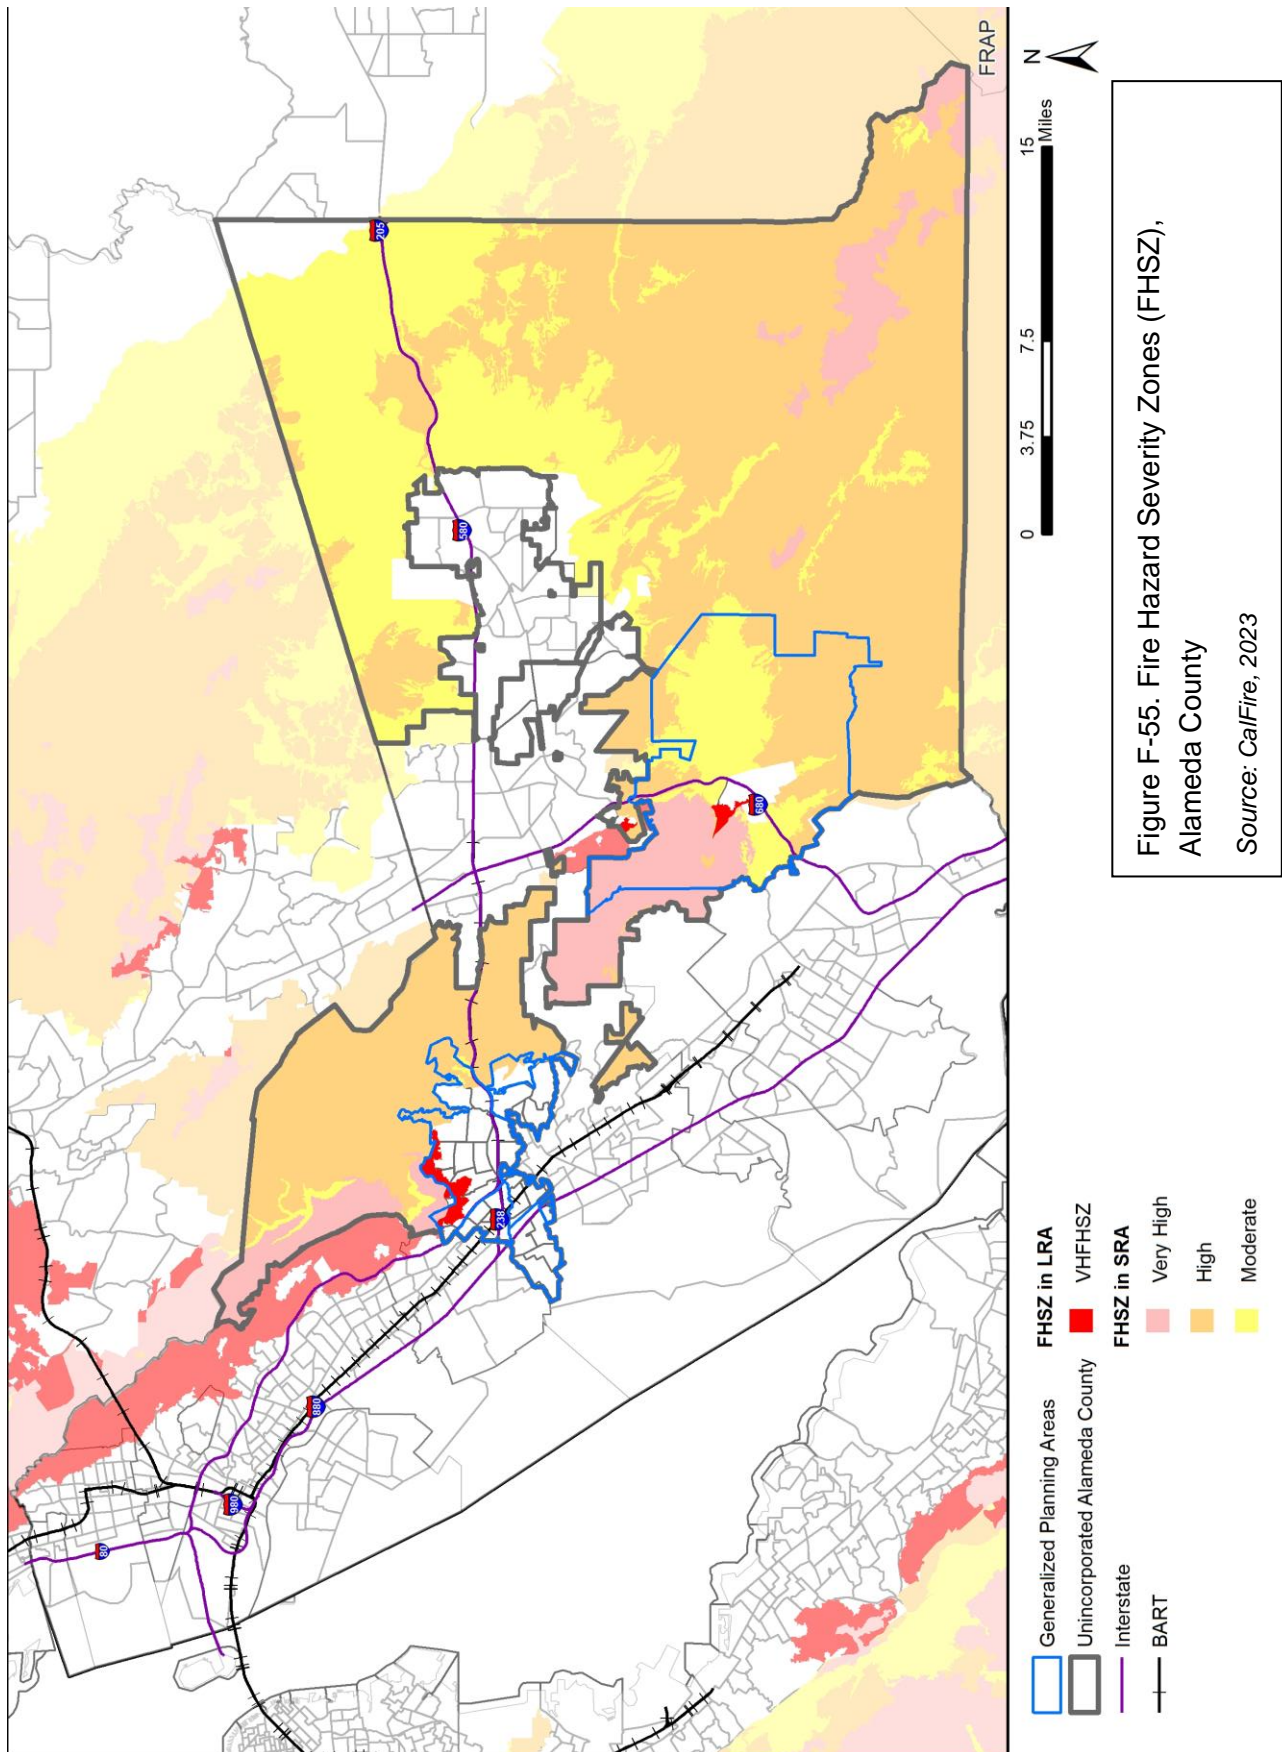 80
980
880
238
580
205
680
FRAP
N
0 3.75 7.5 15
Miles
Generalized Planning Areas
Unincorporated Alameda County
Interstate
BART
FHSZ in LRA
VHFHSZ
FHSZ in SRA
Very High
High
Moderate
Figure F-55. Fire Hazard Severity Zones (FHSZ),
Alameda County
Source: CalFire, 2023